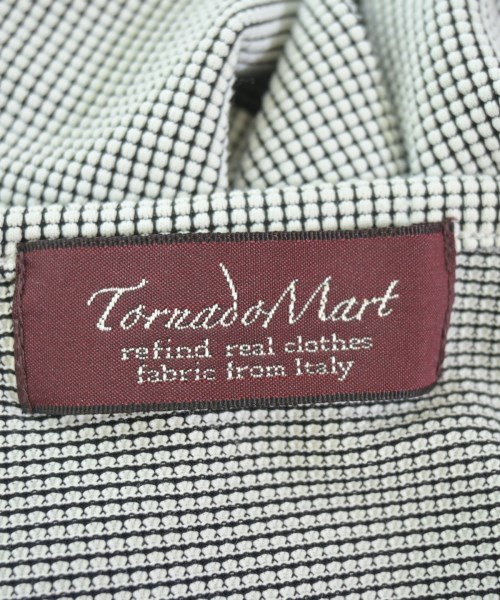 TornadoMart
refind real clothes
fabric from Italy